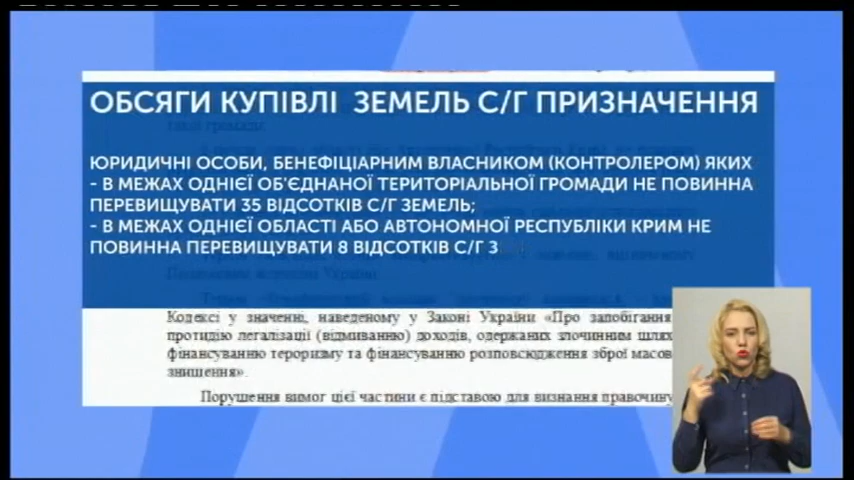 ОБСЯГИ КУПІВЛІ ЗЕМЕЛЬ С/Г ПРИЗНАЧЕННЯ
ЮРИДИЧНІ ОСОБИ, БЕНЕФІЦІАРНИМ ВЛАСНИКОМ (КОНТРОЛЕРОМ) ЯКИХ
- В МЕЖАХ ОДНІЄЇ ОБ'ЄДНАНОЇ ТЕРИТОРІАЛЬНОЇ ГРОМАДИ НЕ ПОВИННА
ПЕРЕВИЩУВАТИ 35 ВІДСОТКІВ С/Г ЗЕМЕЛЬ;
- В МЕЖАХ ОДНІЄЇ ОБЛАСТІ АБО АВТОНОМНОЇ РЕСПУБЛІКИ КРИМ НЕ
ПОВИННА ПЕРЕВИЩУВАТИ 8 ВІДСОТКІВ С/Г З
Кодексі у значенні, наведеному у Законі України «Про запобігання
протидію легалізації (відмиванню) доходів, одержаних злочинним шлях
фінансуванню тероризму та фінансуванню розповсюдження зброї масов
знищення».
Порушення вимог цієї частини є підставою для визнання правочину